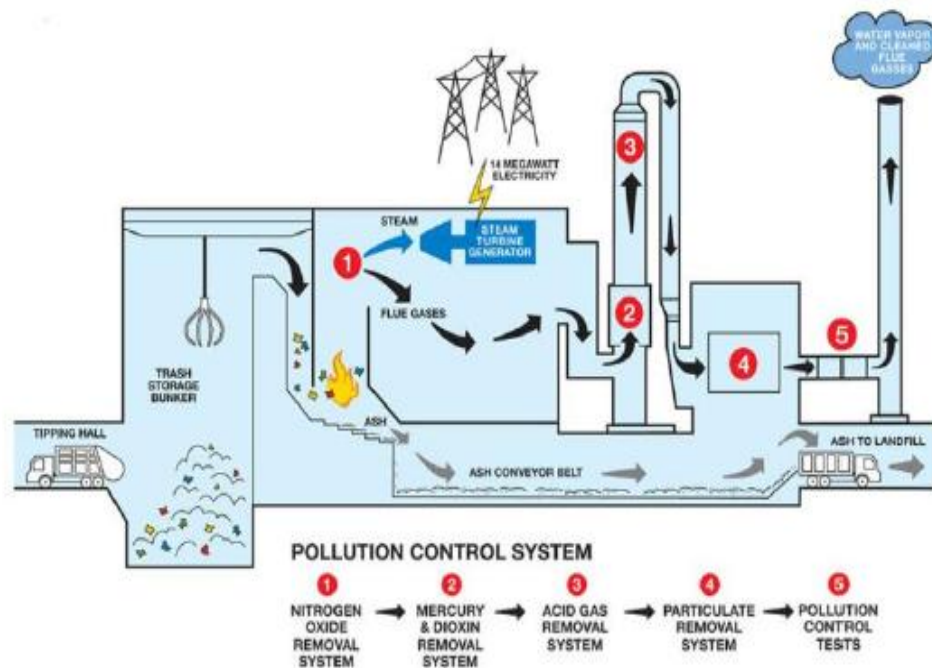 WATER VAPOR
AND CLEANED
FLUE
GASSES
3
14 MEGAWATT
ELECTRICITY
STEAM
STEAM
TURBINE
GENERATOR
1
FLUE GASES
2
5
4
TRASH
STORAGE
BUNKER
ASH
TIPPING HALL
ASH TO LANDFILL
ASH CONVEYOR BELT
POLLUTION CONTROL SYSTEM
1 2 3 4 5
NITROGEN MERCURY ACID GAS PARTICULATE POLLUTION
OXIDE & DIOXIN REMOVAL REMOVAL CONTROL
REMOVAL REMOVAL SYSTEM SYSTEM TESTS
SYSTEM SYSTEM